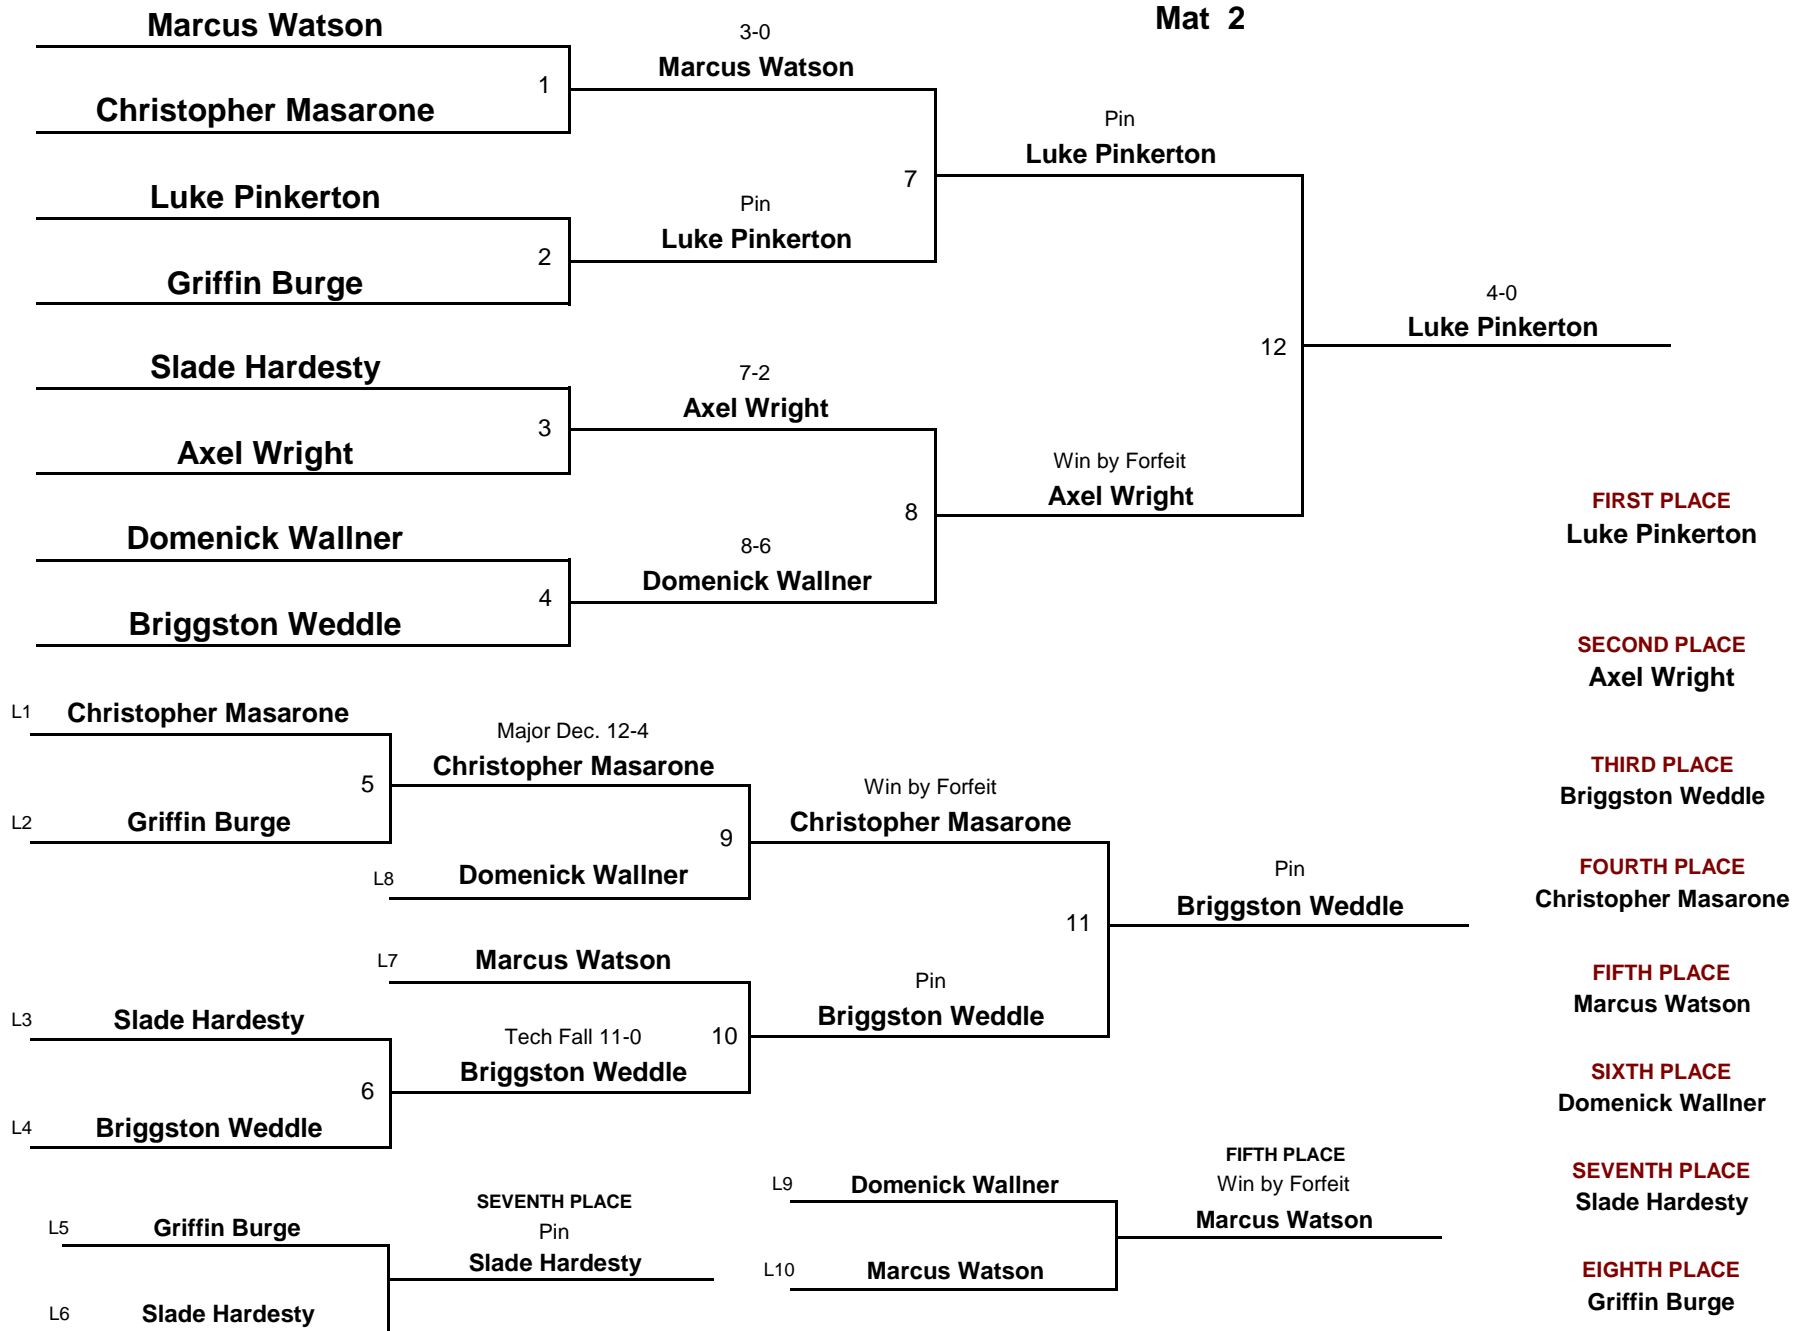 Mat 2
Marcus Watson
3-0
Marcus Watson
1
Christopher Masarone
Pin
Luke Pinkerton
7
Luke Pinkerton
Pin
Luke Pinkerton
2
Griffin Burge
4-0
Luke Pinkerton
12
Slade Hardesty
7-2
Axel Wright
3
Axel Wright
Win by Forfeit
Axel Wright
8
Domenick Wallner
8-6
Domenick Wallner
4
Briggston Weddle
FIRST PLACE
Luke Pinkerton
SECOND PLACE
Axel Wright
THIRD PLACE
Briggston Weddle
FOURTH PLACE
Christopher Masarone
FIFTH PLACE
Marcus Watson
SIXTH PLACE
Domenick Wallner
SEVENTH PLACE
Slade Hardesty
EIGHTH PLACE
Griffin Burge
L1 Christopher Masarone
Major Dec. 12-4
Christopher Masarone
5
L2 Griffin Burge
Win by Forfeit
Christopher Masarone
9
L8 Domenick Wallner
Pin
Briggston Weddle
11
L7 Marcus Watson
Pin
Briggston Weddle
L3 Slade Hardesty
Tech Fall 11-0
10
Briggston Weddle
6
L4 Briggston Weddle
SEVENTH PLACE
Pin
L5 Griffin Burge
Slade Hardesty
L6 Slade Hardesty
FIFTH PLACE
L9 Domenick Wallner
Win by Forfeit
Marcus Watson
L10 Marcus Watson